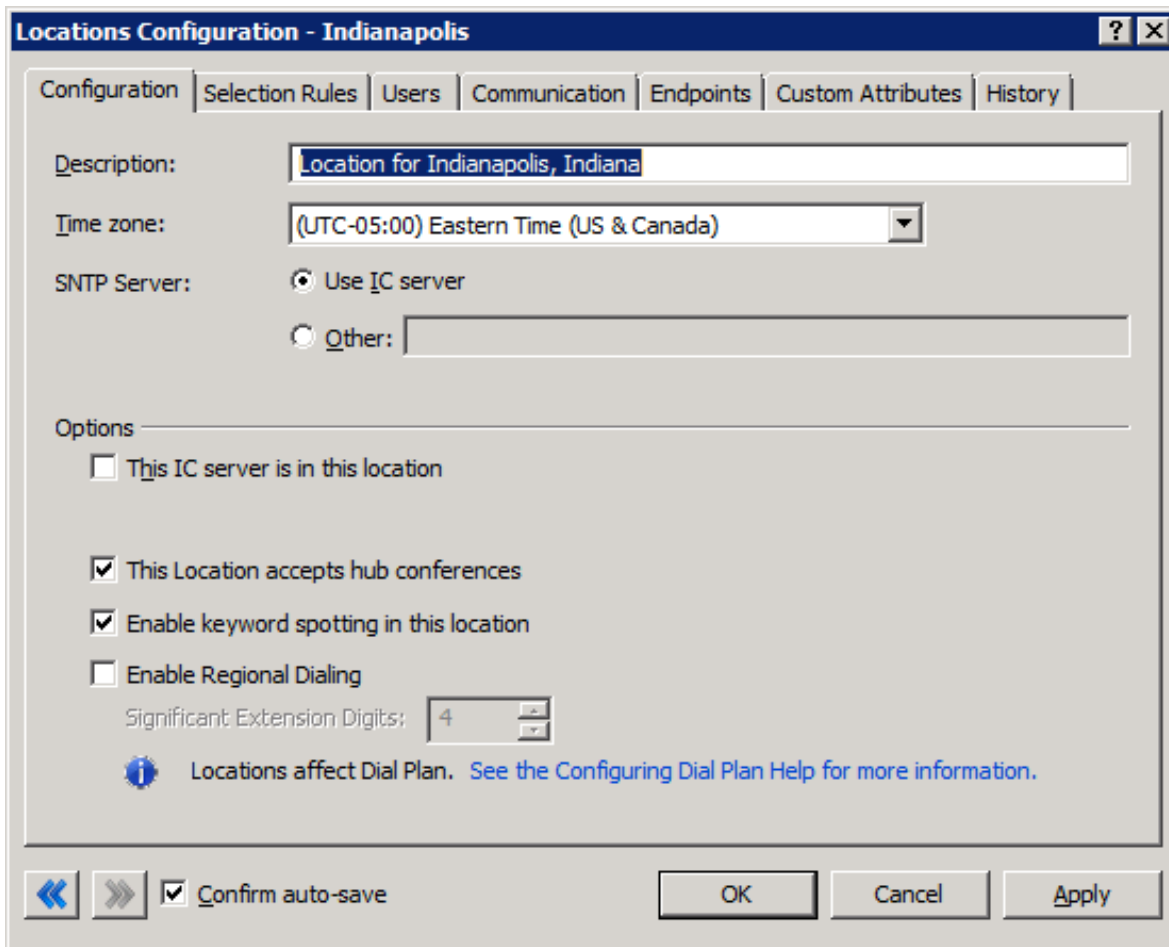 Locations Configuration - Indianapolis
Configuration Selection Rules Users Communication Endpoints Custom Attributes History
Description: Location for Indianapolis, Indiana
Time zone: (UTC-05:00) Eastern Time (US & Canada)
SNTP Server: Use IC server
Other:
Options
This IC server is in this location
This Location accepts hub conferences
Enable keyword spotting in this location
Enable Regional Dialing
Significant Extension Digits: 4
Locations affect Dial Plan. See the Configuring Dial Plan Help for more information.
Confirm auto-save OK Cancel Apply